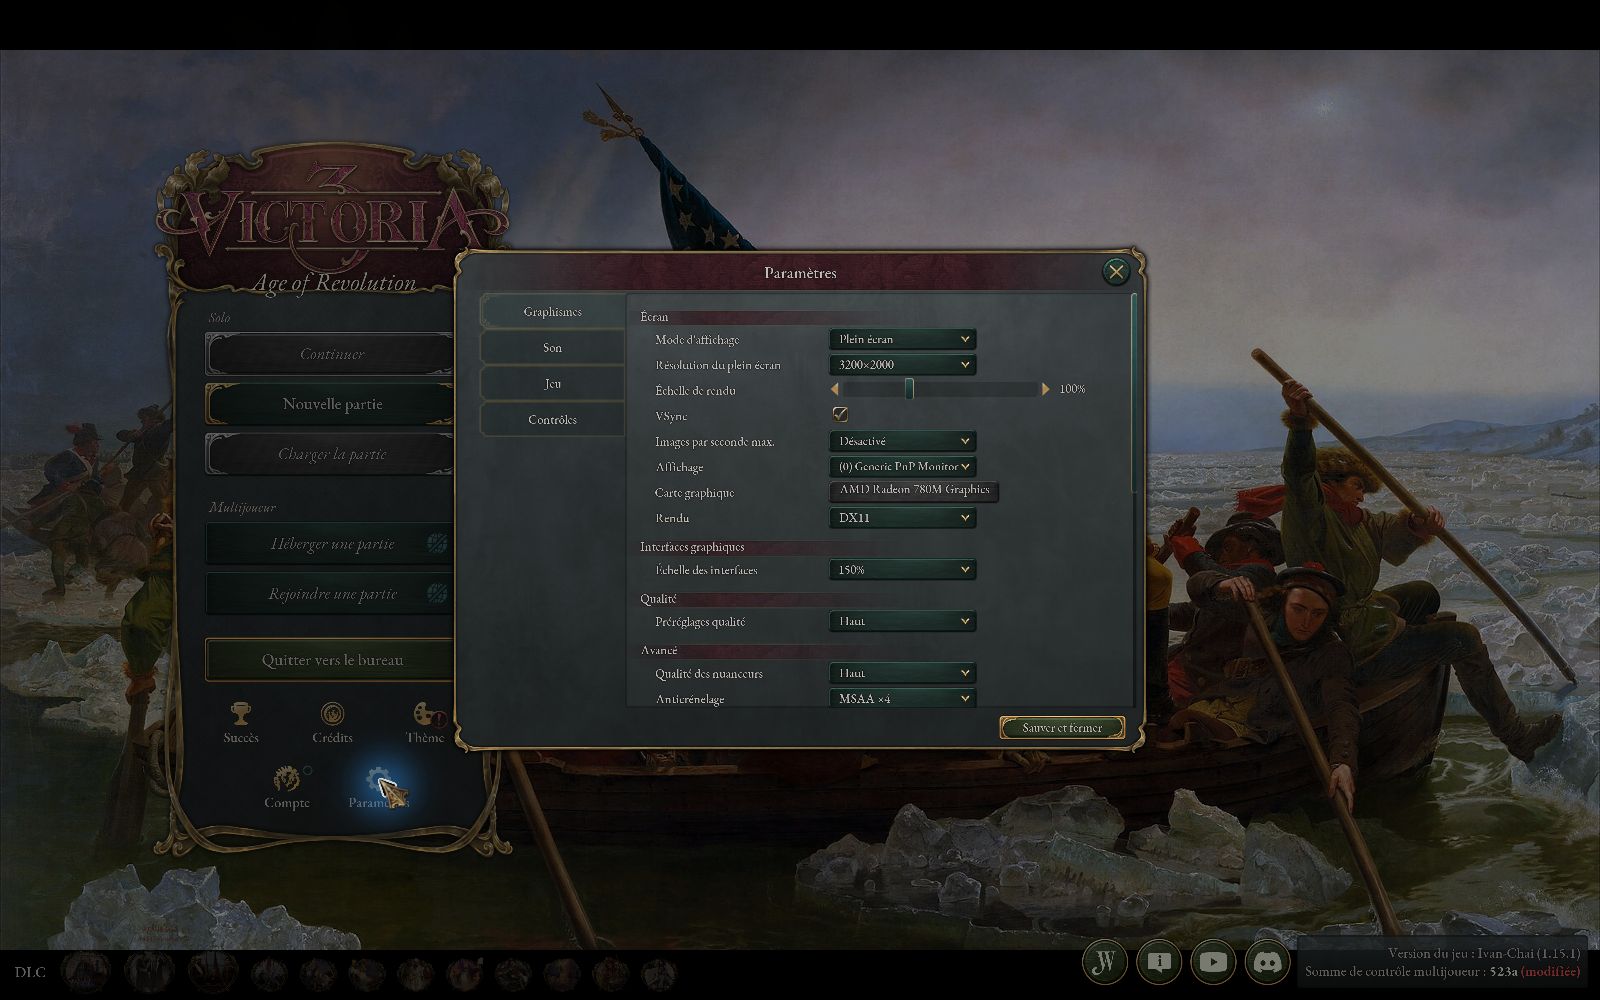 3
VICTORIA
Age of Revolution
Solo
Continuer
Nouvelle partie
Charger la partie
Multijoueur
Héberger une partie
Rejoindre une partie
Quitter vers le bureau
Succès
Crédits
Thème
Compte
Paramètres
Paramètres
Graphismes
Son
Jeu
Contrôles
Écran
Mode d'affichage
Plein écran
Résolution du plein écran
3200×2000
Échelle de rendu
100%
VSync
Images par seconde max.
Désactivé
Affichage
(0) Generic PnP Monitor
Carte graphique
AMD Radeon 780M Graphics
Rendu
DX11
Interfaces graphiques
Échelle des interfaces
150%
Qualité
Préréglages qualité
Haut
Avancé
Qualité des nuanceurs
Haut
Anticrénelage
MSAA ×4
Sauver et fermer
DLC
Version du jeu : Ivan-Chai (1.15.1)
Somme de contrôle multijoueur : 523a (modifiée)